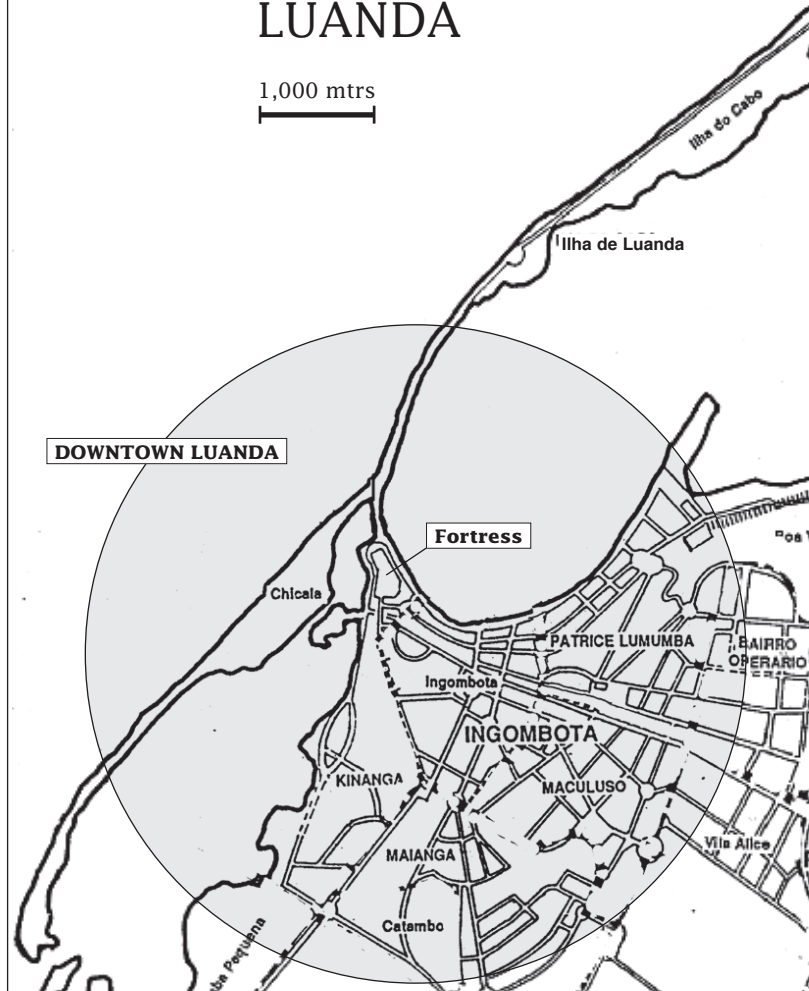 LUANDA
1,000 mtrs
Ilha do Cabo
Ilha de Luanda
DOWNTOWN LUANDA
Fortress
Chicala
PATRICE LUMUMBA
BAIRRO
OPERARIO
Ingombota
INGOMBOTA
KINANGA
MACULUSO
MAIANGA
Vila Alice
Catambo
Pequena